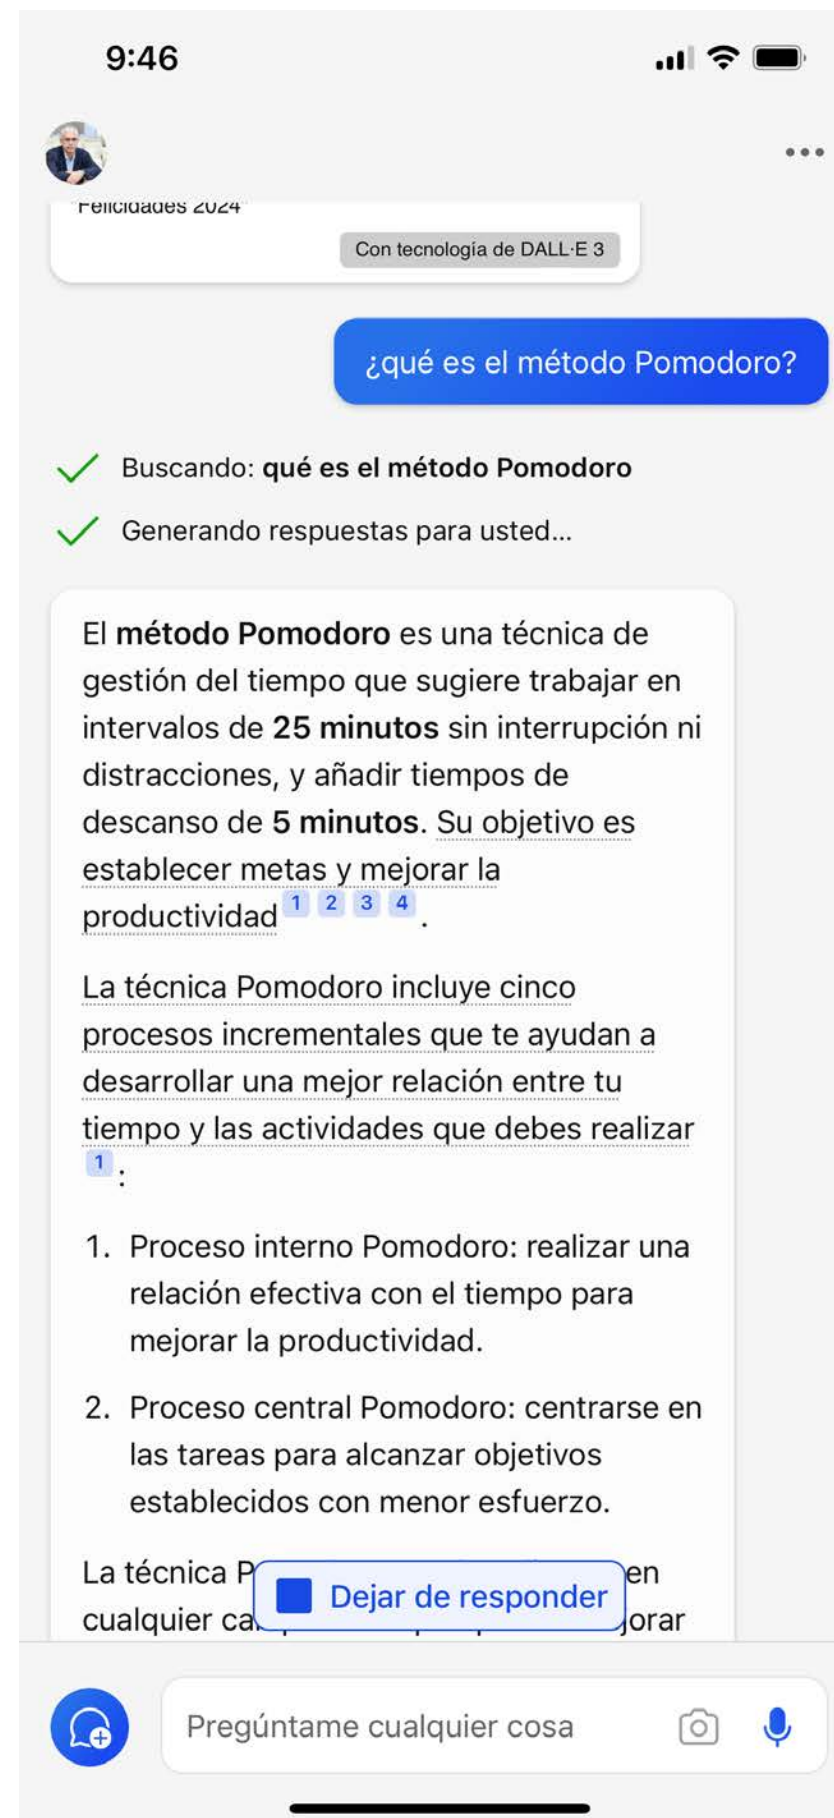 9:46
"Felicidades 2024"
Con tecnología de DALL·E 3
¿qué es el método Pomodoro?
Buscando: qué es el método Pomodoro
Generando respuestas para usted...
El método Pomodoro es una técnica de
gestión del tiempo que sugiere trabajar en
intervalos de 25 minutos sin interrupción ni
distracciones, y añadir tiempos de
descanso de 5 minutos. Su objetivo es
establecer metas y mejorar la
productividad 1 2 3 4 .
La técnica Pomodoro incluye cinco
procesos incrementales que te ayudan a
desarrollar una mejor relación entre tu
tiempo y las actividades que debes realizar
1 :
1. Proceso interno Pomodoro: realizar una
relación efectiva con el tiempo para
mejorar la productividad.
2. Proceso central Pomodoro: centrarse en
las tareas para alcanzar objetivos
establecidos con menor esfuerzo.
La técnica en
cualquier
Dejar de responder
Pregúntame cualquier cosa